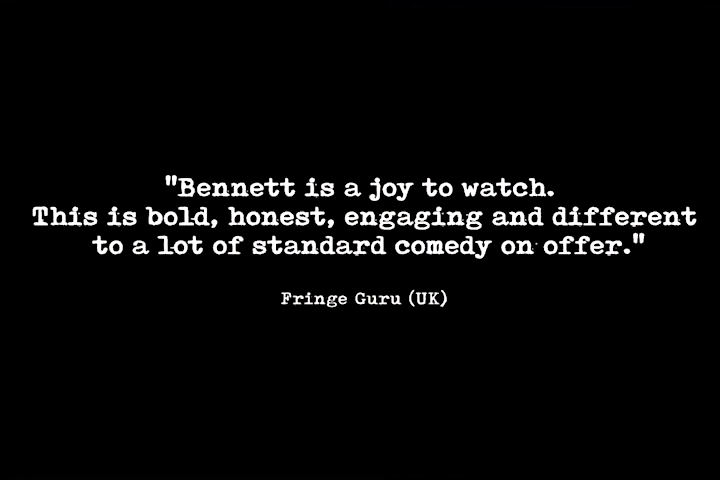 "Bennett is a joy to watch.
This is bold, honest, engaging and different
to a lot of standard comedy on offer."
Fringe Guru (UK)